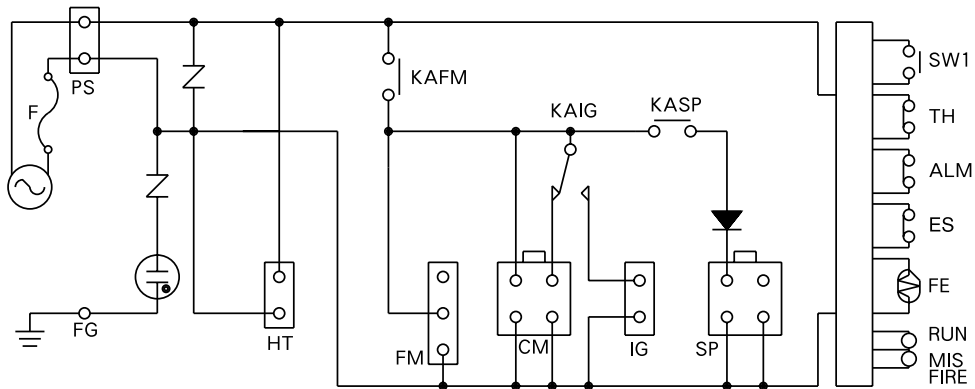 PS
F
KAFM
KAIG
KASP
SW1
TH
ALM
ES
FE
RUN
MIS
FIRE
FG
HT
FM
CM
IG
SP